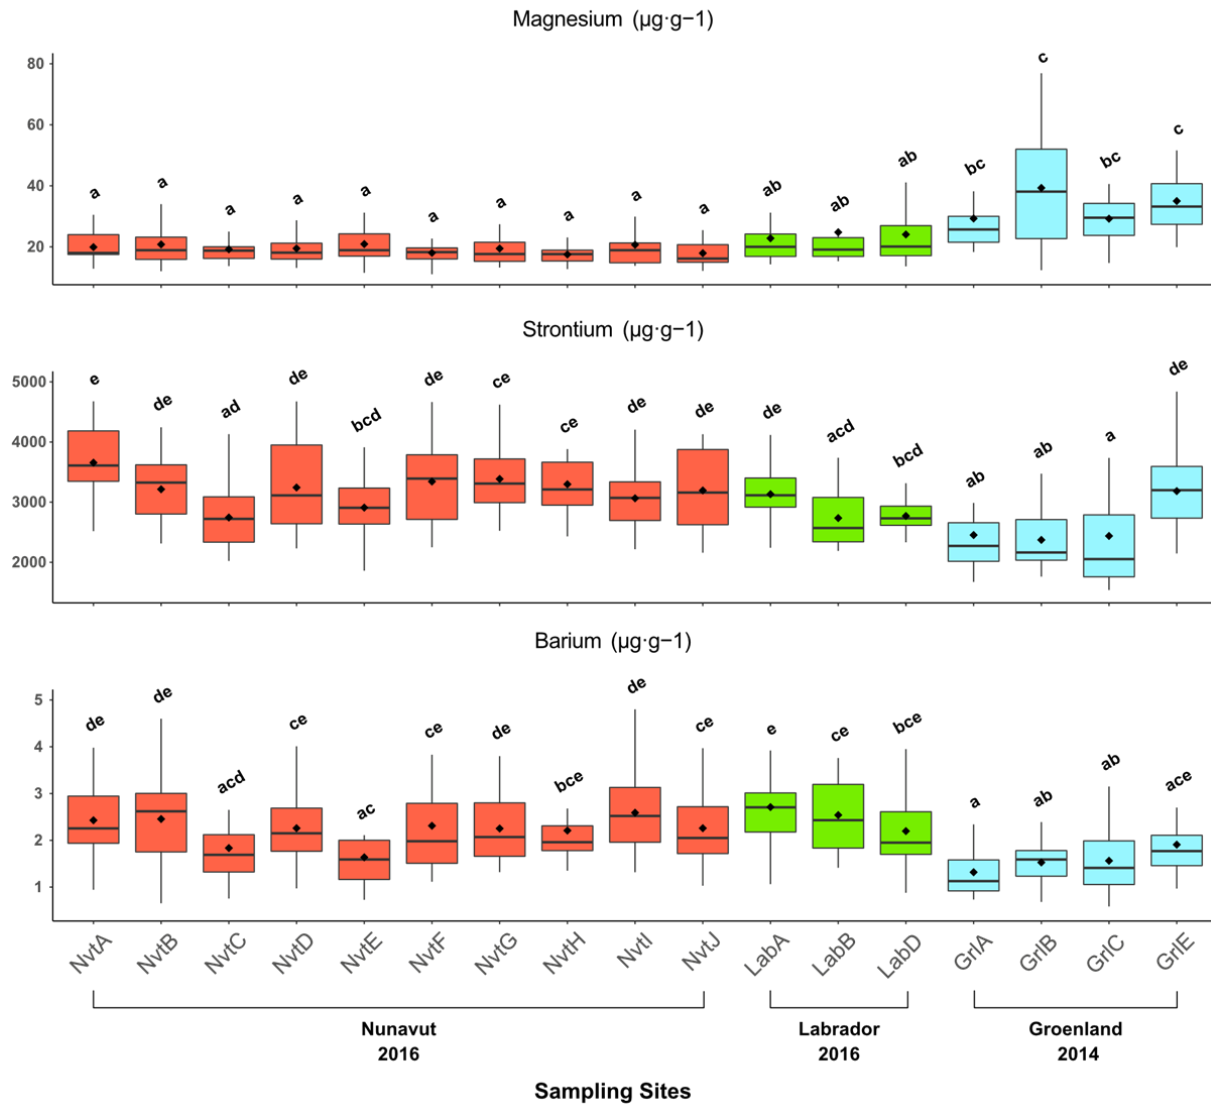 Magnesium (µg·g−1)
80
c
60
c
a a a a a a a a a a ab ab ab bc bc
40
20
Strontium (µg·g−1)
5000
e de ad de bcd de ce ce de de de acd bcd ab ab a de
4000
3000
2000
Barium (µg·g−1)
5
de de acd ce ac ce de bce de ce e ce bce a ab ab ace
4
3
2
1
NvtA NvtB NvtC NvtD NvtE NvtF NvtG NvtH NvtI NvtJ LabA LabB LabD GrlA GrlB GrlC GrlE
Nunavut Labrador Groenland
2016 2016 2014
Sampling Sites